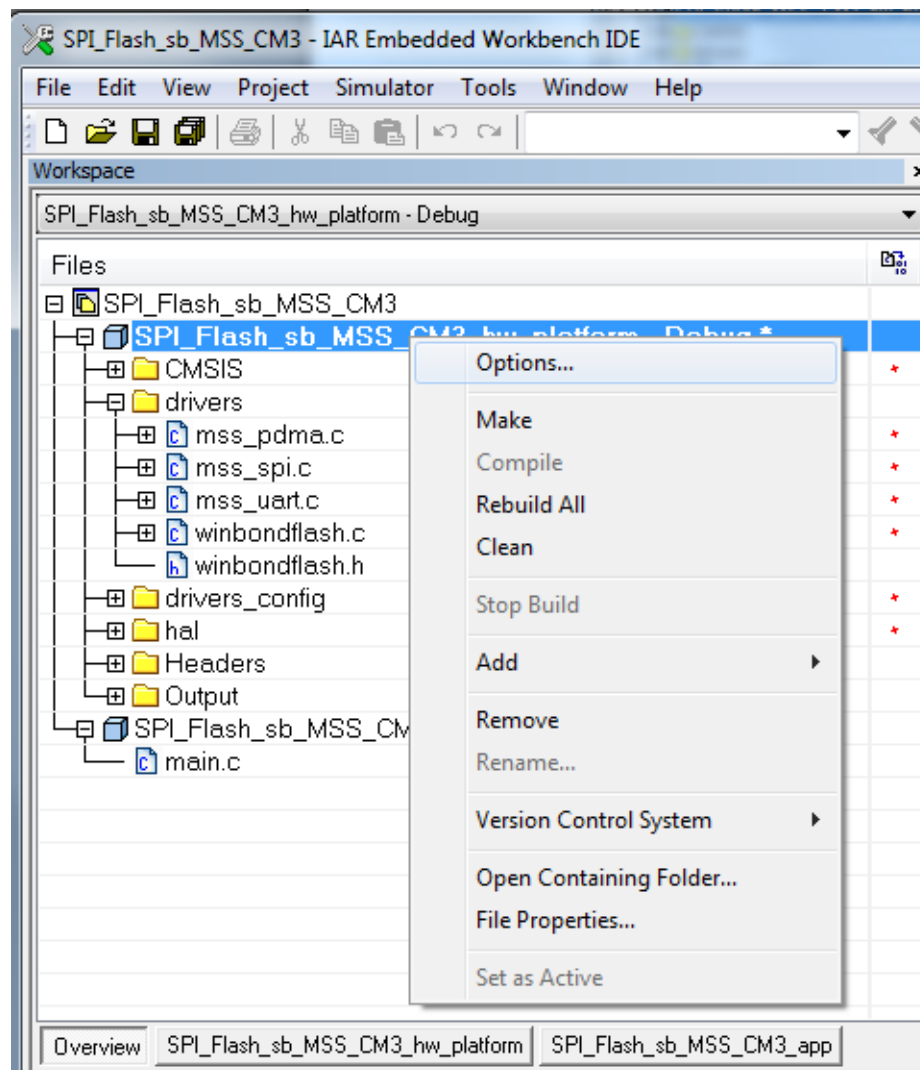 SPI_Flash_sb_MSS_CM3 - IAR Embedded Workbench IDE
File Edit View Project Simulator Tools Window Help
Workspace
SPI_Flash_sb_MSS_CM3_hw_platform - Debug
Files
SPI_Flash_sb_MSS_CM3
SPI_Flash_sb_MSS_CM3_hw_platform - Debug *
CMSIS
drivers
mss_pdma.c
mss_spi.c
mss_uart.c
winbondflash.c
winbondflash.h
drivers_config
hal
Headers
Output
SPI_Flash_sb_MSS_CM
main.c
Options...
Make
Compile
Rebuild All
Clean
Stop Build
Add
Remove
Rename...
Version Control System
Open Containing Folder...
File Properties...
Set as Active
Overview SPI_Flash_sb_MSS_CM3_hw_platform SPI_Flash_sb_MSS_CM3_app